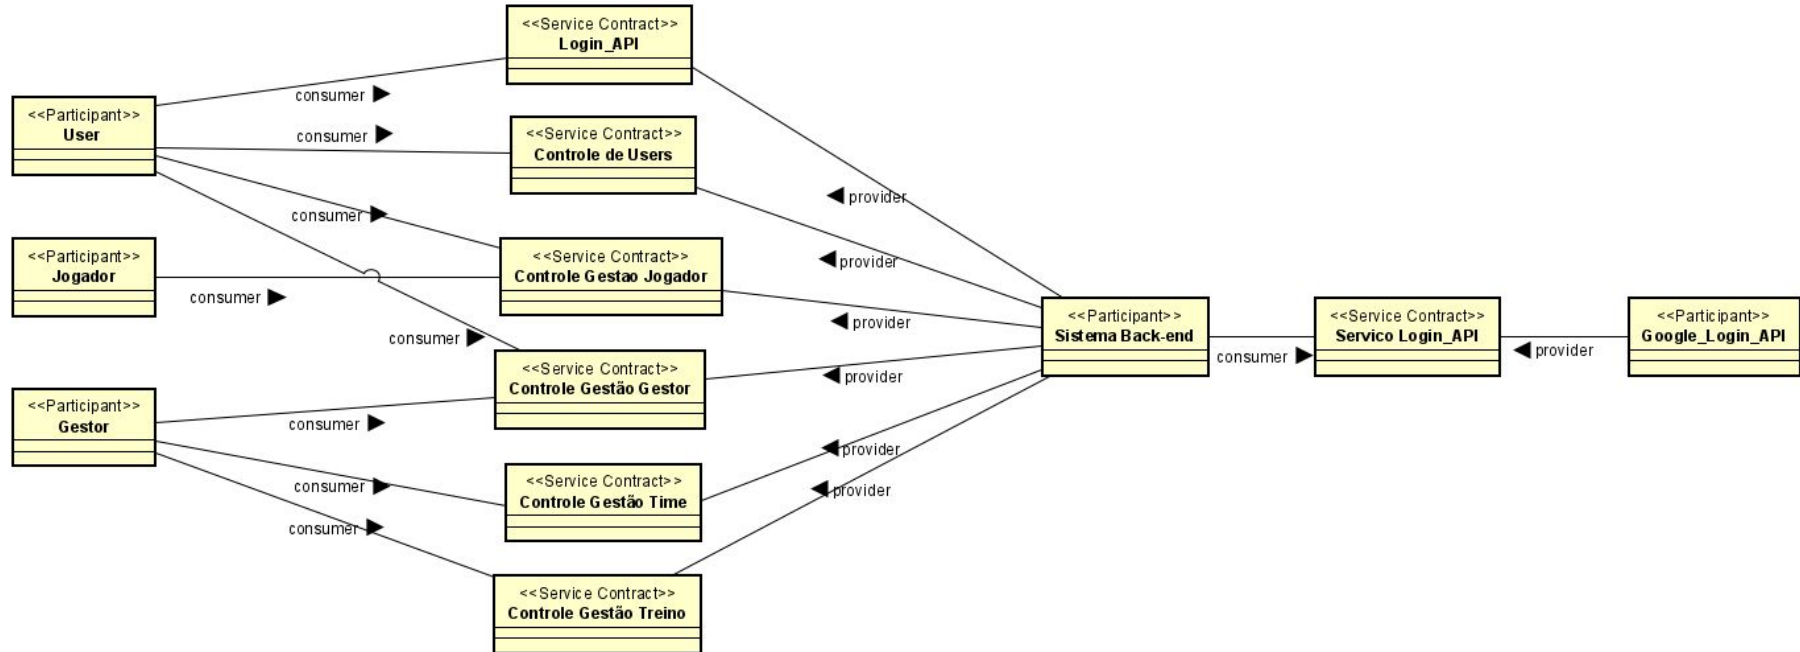 <<Service Contract>>
Login_API
consumer
<<Participant>>
User
consumer
<<Service Contract>>
Controle de Users
provider
consumer
<<Participant>>
Jogador
consumer
<<Service Contract>>
Controle Gestao Jogador
provider
provider
consumer
<<Service Contract>>
Controle Gestão Gestor
provider
<<Participant>>
Sistema Back-end
consumer
<<Service Contract>>
Servico Login_API
provider
<<Participant>>
Google_Login_API
<<Participant>>
Gestor
consumer
consumer
<<Service Contract>>
Controle Gestão Time
provider
consumer
provider
<<Service Contract>>
Controle Gestão Treino